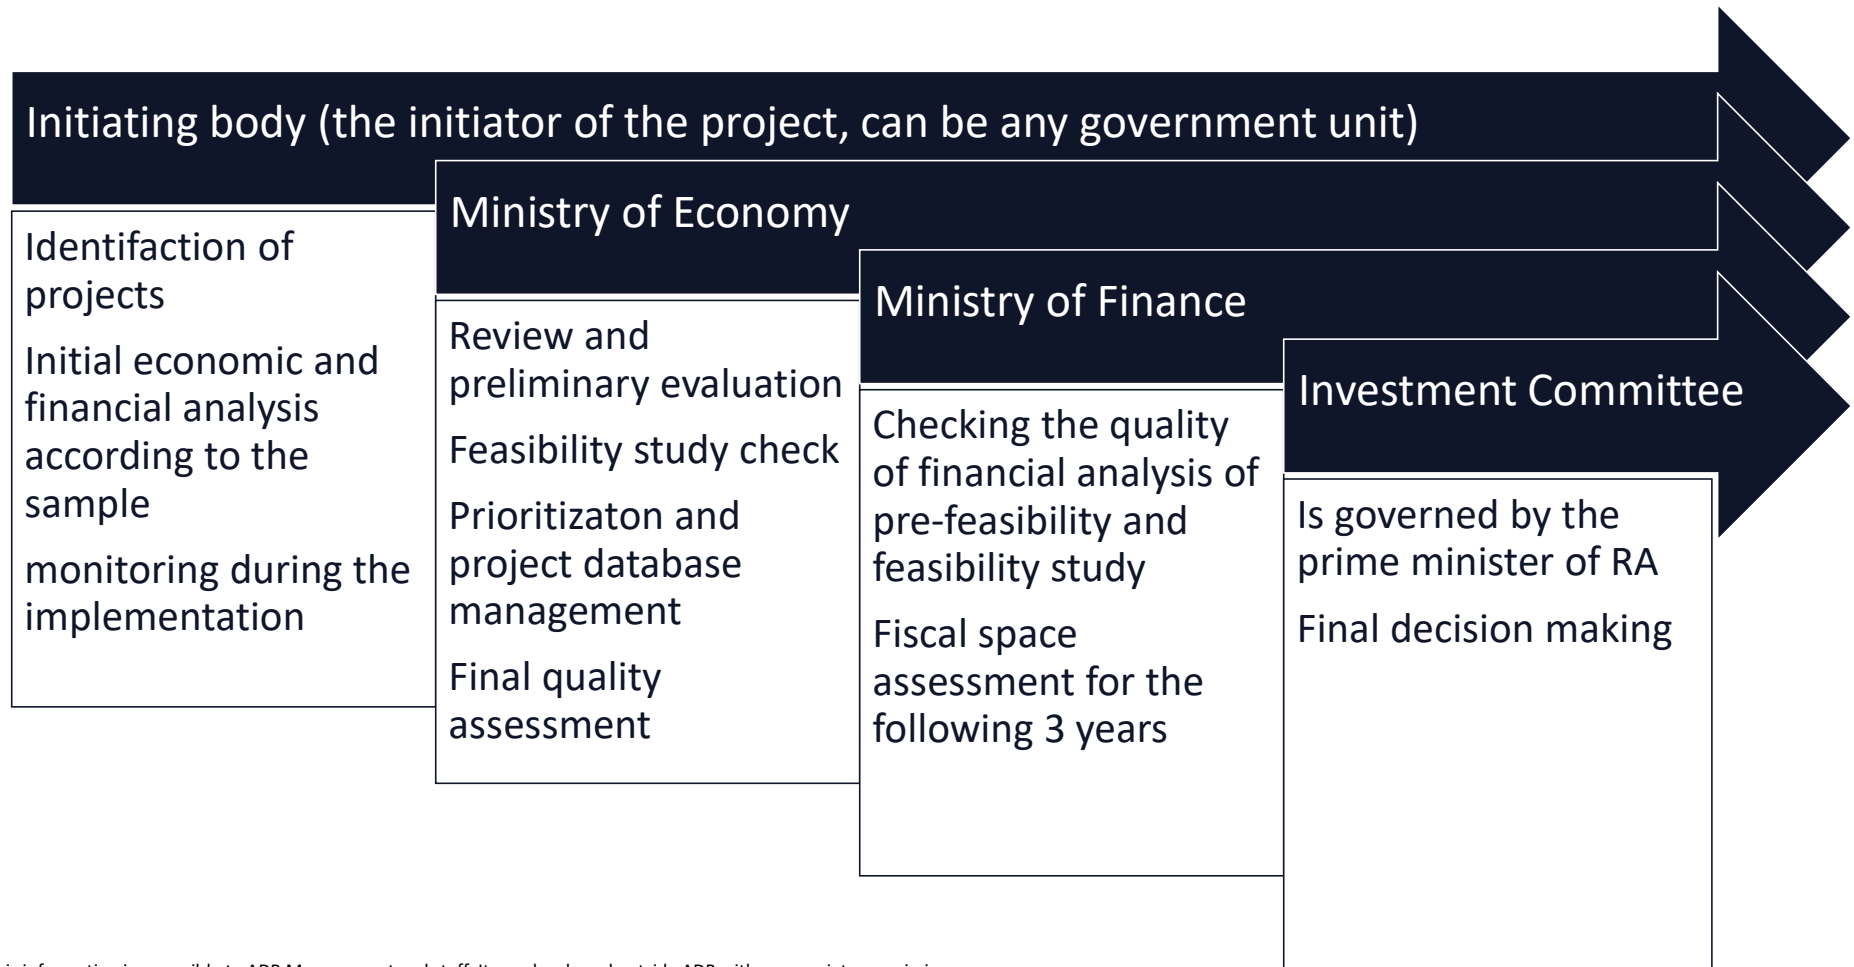 Initiating body (the initiator of the project, can be any government unit)
Identifaction of
projects
Initial economic and
financial analysis
according to the
sample
monitoring during the
implementation
Ministry of Economy
Review and
preliminary evaluation
Feasibility study check
Prioritizaton and
project database
management
Final quality
assessment
Ministry of Finance
Checking the quality
of financial analysis of
pre-feasibility and
feasibility study
Fiscal space
assessment for the
following 3 years
Investment Committee
Is governed by the
prime minister of RA
Final decision making